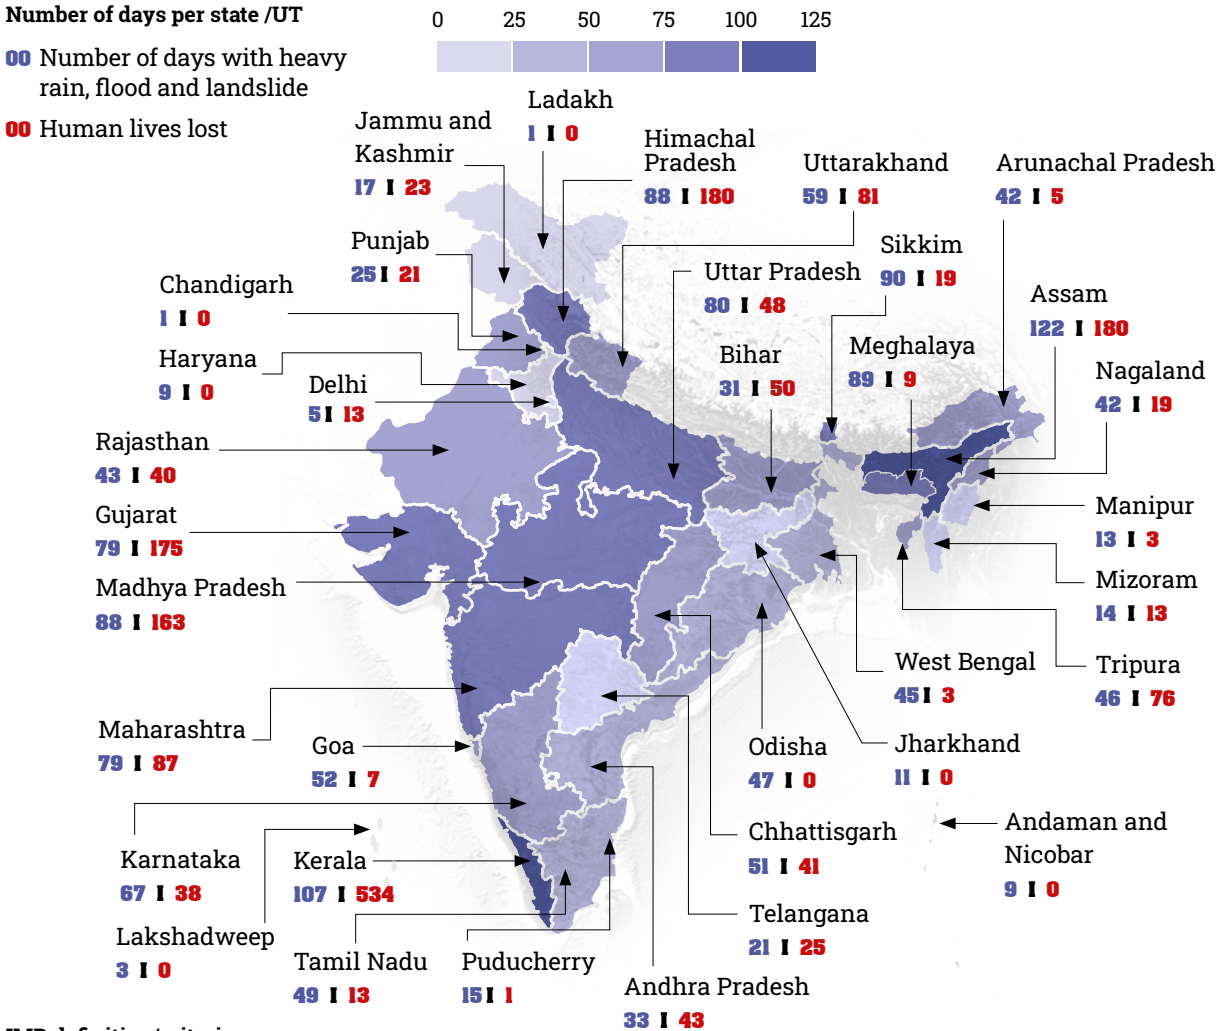 Number of days per state /UT
0 25 50 75 100 125
00 Number of days with heavy
rain, flood and landslide
00 Human lives lost
Ladakh
1 I 0
Jammu and
Kashmir
17 I 23
Himachal
Pradesh
88 I 180
Uttarakhand
59 I 81
Arunachal Pradesh
42 I 5
Punjab
25 I 21
Sikkim
90 I 19
Uttar Pradesh
80 I 48
Chandigarh
1 I 0
Assam
122 I 180
Haryana
9 I 0
Bihar
31 I 50
Meghalaya
89 I 9
Nagaland
42 I 19
Delhi
5 I 13
Rajasthan
43 I 40
Gujarat
79 I 175
Manipur
13 I 3
Madhya Pradesh
88 I 163
Mizoram
14 I 13
West Bengal
45 I 3
Tripura
46 I 76
Maharashtra
79 I 87
Goa
52 I 7
Odisha
47 I 0
Jharkhand
11 I 0
Chhattisgarh
51 I 41
Andaman and
Nicobar
9 I 0
Karnataka
67 I 38
Kerala
107 I 534
Telangana
21 I 25
Lakshadweep
3 I 0
Tamil Nadu
49 I 13
Puducherry
15 I 1
Andhra Pradesh
33 I 43